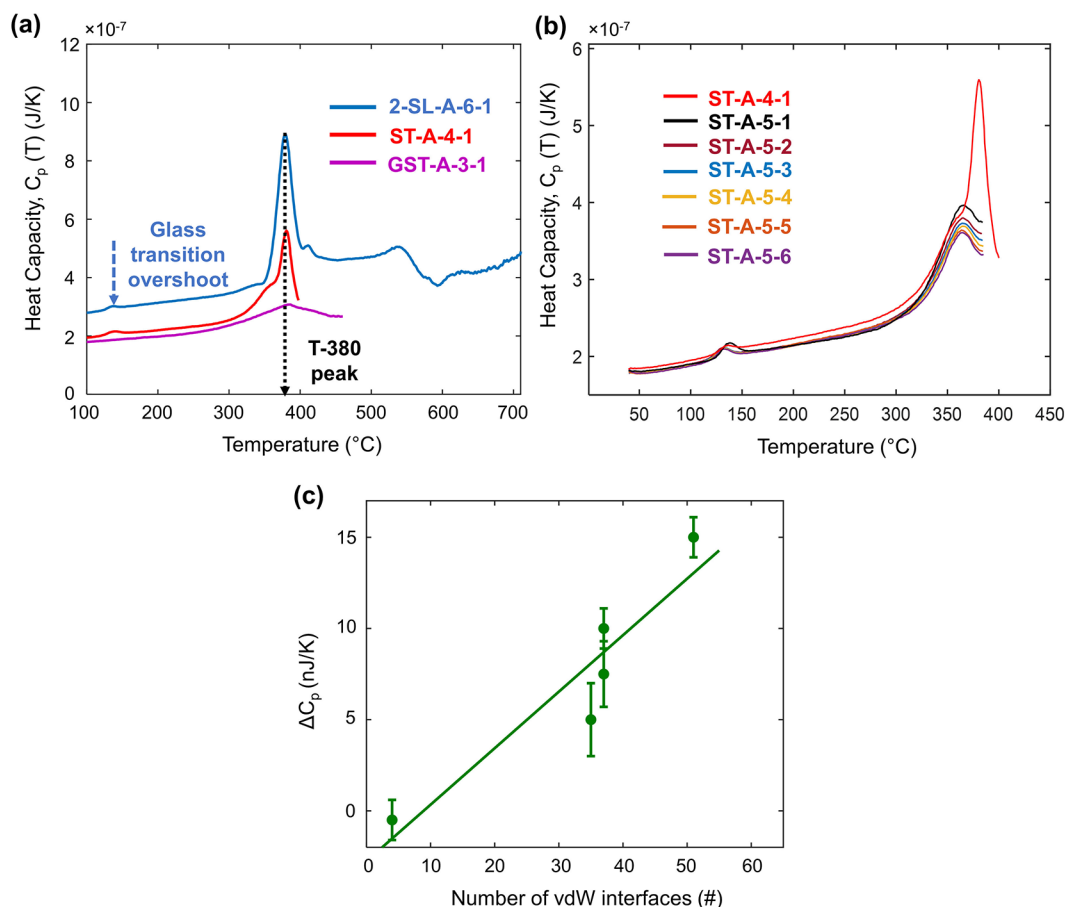 (a)
×10⁻⁷
12
10
8
6
4
2
0
100
200
300
400
500
600
700
Heat Capacity, Cₚ (T) (J/K)
Temperature (°C)
2-SL-A-6-1
ST-A-4-1
GST-A-3-1
Glass
transition
overshoot
T-380
peak
(b)
×10⁻⁷
6
5
4
3
2
50
100
150
200
250
300
350
400
450
Heat Capacity, Cₚ (T) (J/K)
Temperature (°C)
ST-A-4-1
ST-A-5-1
ST-A-5-2
ST-A-5-3
ST-A-5-4
ST-A-5-5
ST-A-5-6
(c)
15
10
5
0
0
10
20
30
40
50
60
ΔCₚ (nJ/K)
Number of vdW interfaces (#)